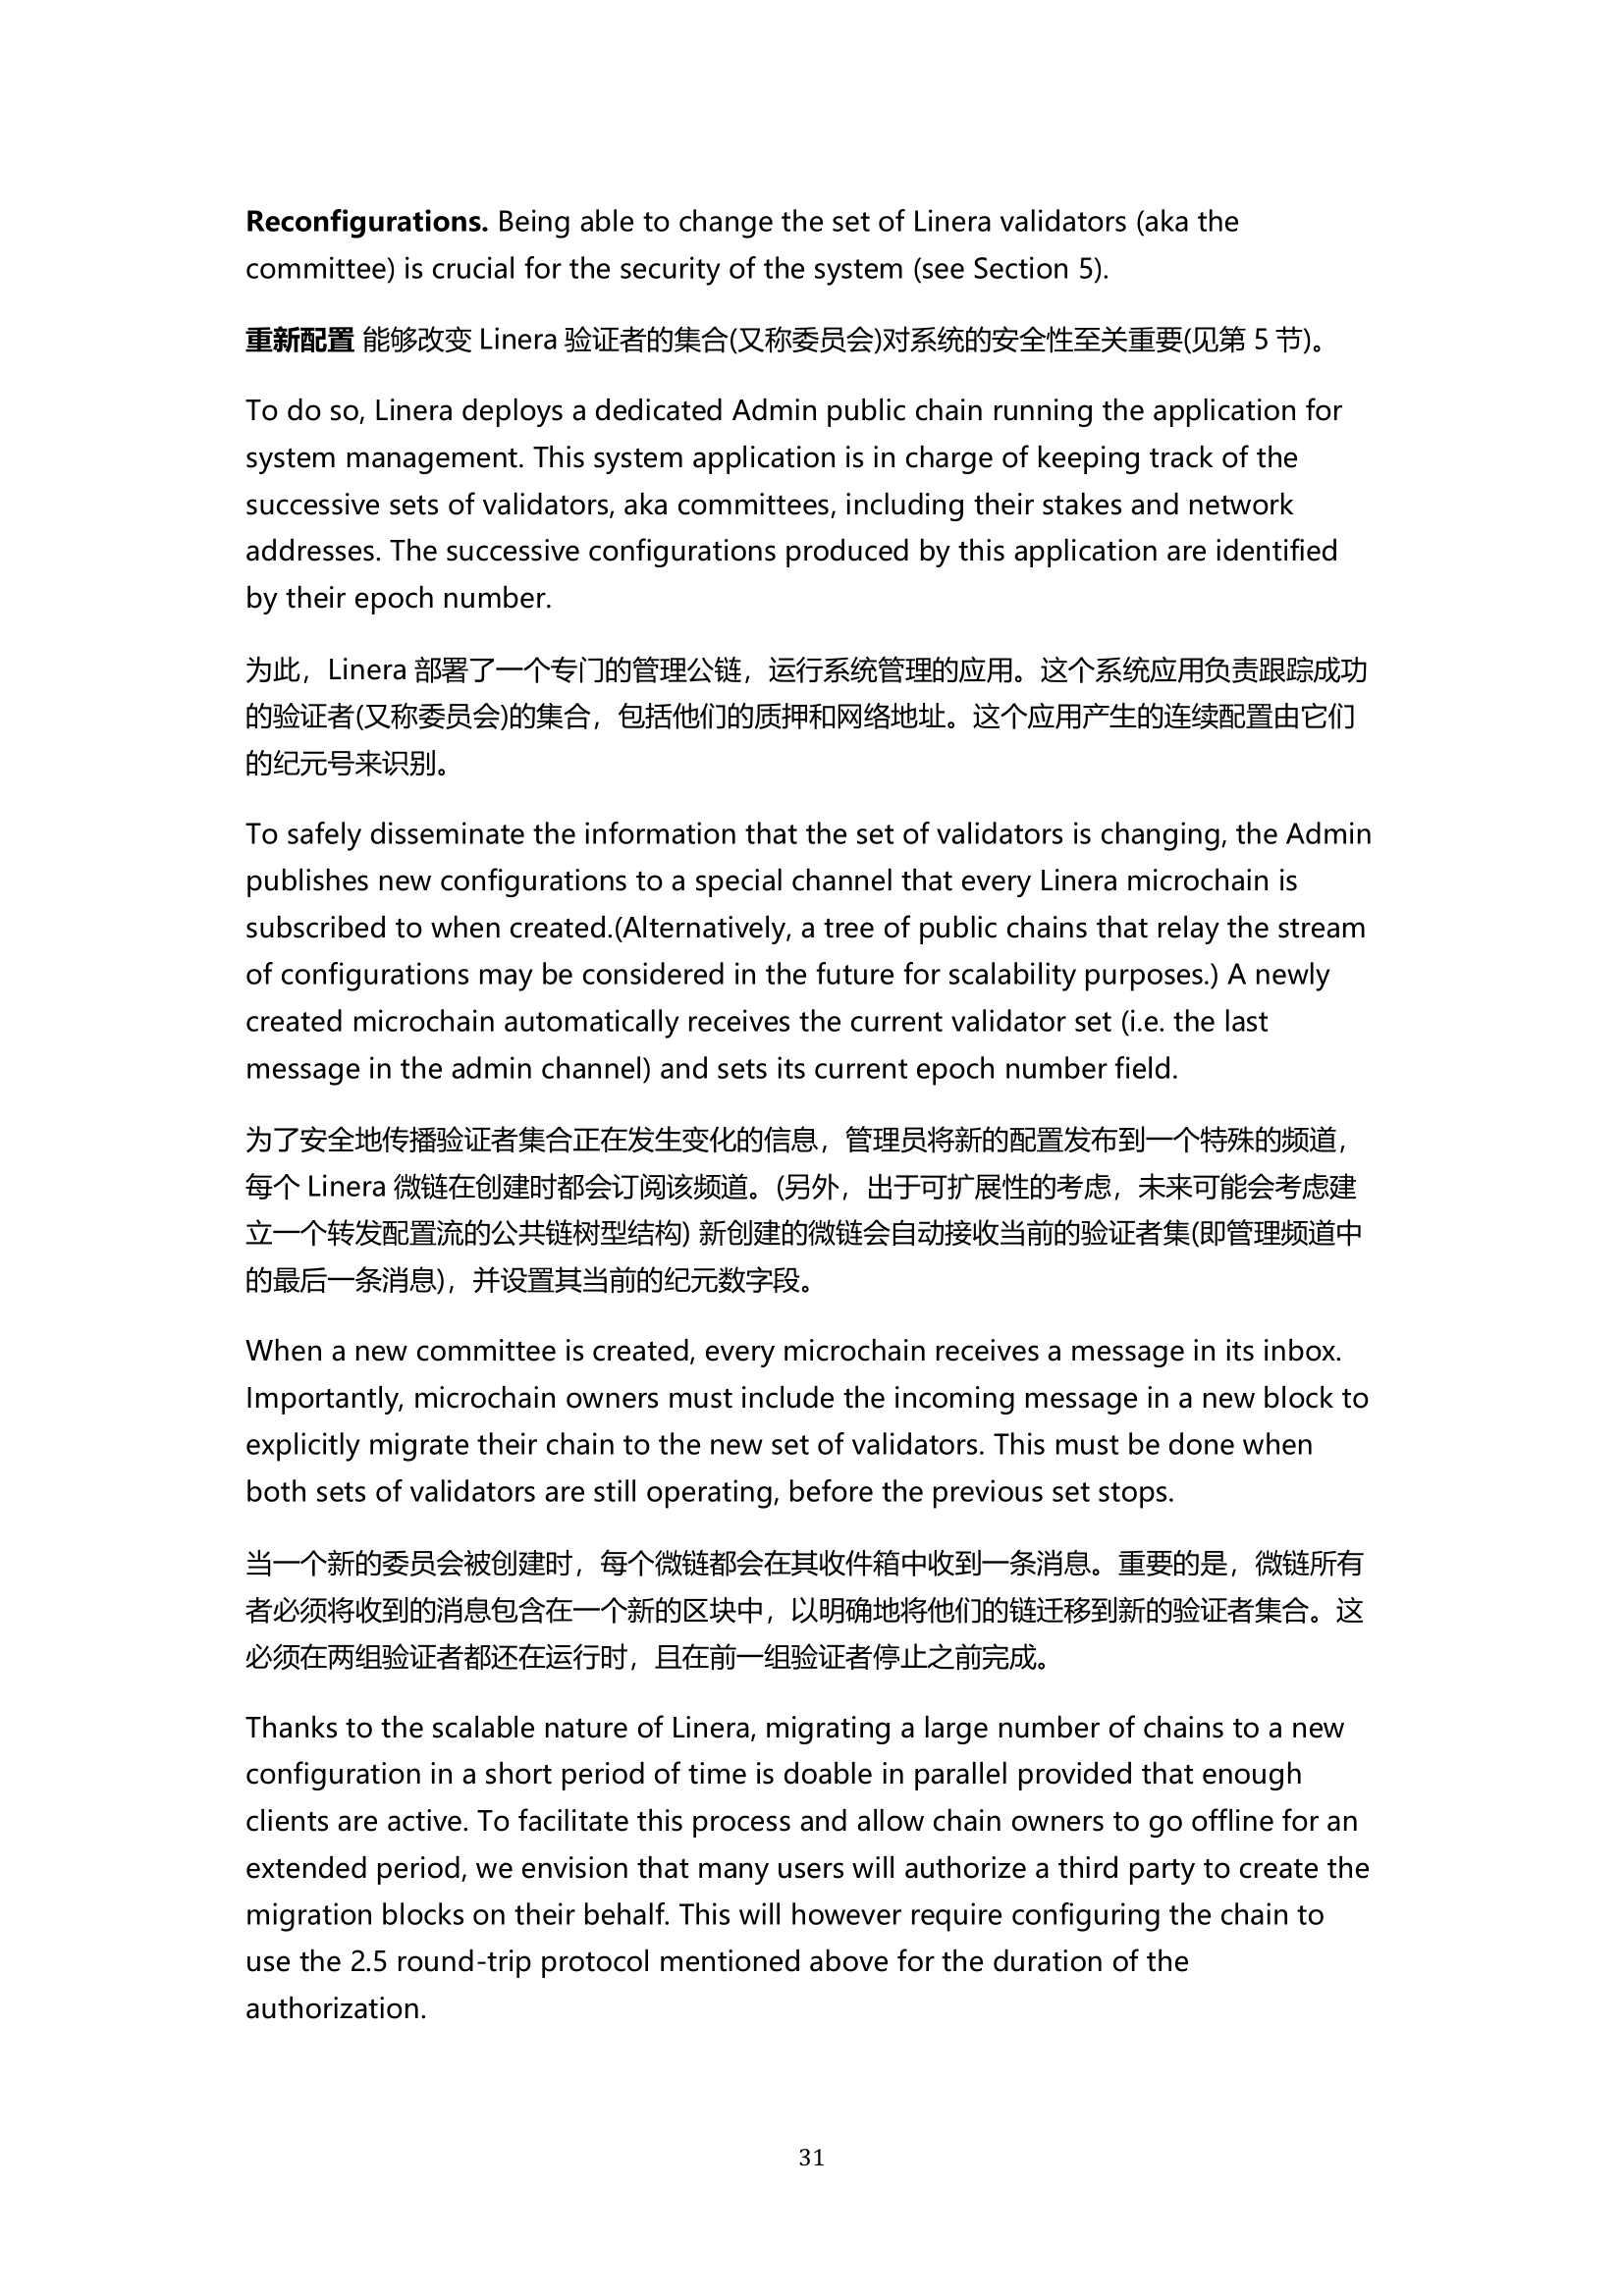 Reconfigurations. Being able to change the set of Linera validators (aka the
committee) is crucial for the security of the system (see Section 5).
重新配置 能够改变 Linera 验证者的集合(又称委员会)对系统的安全性至关重要(见第 5 节)。
To do so, Linera deploys a dedicated Admin public chain running the application for
system management. This system application is in charge of keeping track of the
successive sets of validators, aka committees, including their stakes and network
addresses. The successive configurations produced by this application are identified
by their epoch number.
为此，Linera 部署了一个专门的管理公链，运行系统管理的应用。这个系统应用负责跟踪成功
的验证者(又称委员会)的集合，包括他们的质押和网络地址。这个应用产生的连续配置由它们
的纪元号来识别。
To safely disseminate the information that the set of validators is changing, the Admin
publishes new configurations to a special channel that every Linera microchain is
subscribed to when created.(Alternatively, a tree of public chains that relay the stream
of configurations may be considered in the future for scalability purposes.) A newly
created microchain automatically receives the current validator set (i.e. the last
message in the admin channel) and sets its current epoch number field.
为了安全地传播验证者集合正在发生变化的信息，管理员将新的配置发布到一个特殊的频道，
每个 Linera 微链在创建时都会订阅该频道。(另外，出于可扩展性的考虑，未来可能会考虑建
立一个转发配置流的公共链树型结构) 新创建的微链会自动接收当前的验证者集(即管理频道中
的最后一条消息)，并设置其当前的纪元数字段。
When a new committee is created, every microchain receives a message in its inbox.
Importantly, microchain owners must include the incoming message in a new block to
explicitly migrate their chain to the new set of validators. This must be done when
both sets of validators are still operating, before the previous set stops.
当一个新的委员会被创建时，每个微链都会在其收件箱中收到一条消息。重要的是，微链所有
者必须将收到的消息包含在一个新的区块中，以明确地将他们的链迁移到新的验证者集合。这
必须在两组验证者都还在运行时，且在前一组验证者停止之前完成。
Thanks to the scalable nature of Linera, migrating a large number of chains to a new
configuration in a short period of time is doable in parallel provided that enough
clients are active. To facilitate this process and allow chain owners to go offline for an
extended period, we envision that many users will authorize a third party to create the
migration blocks on their behalf. This will however require configuring the chain to
use the 2.5 round-trip protocol mentioned above for the duration of the
authorization.
31